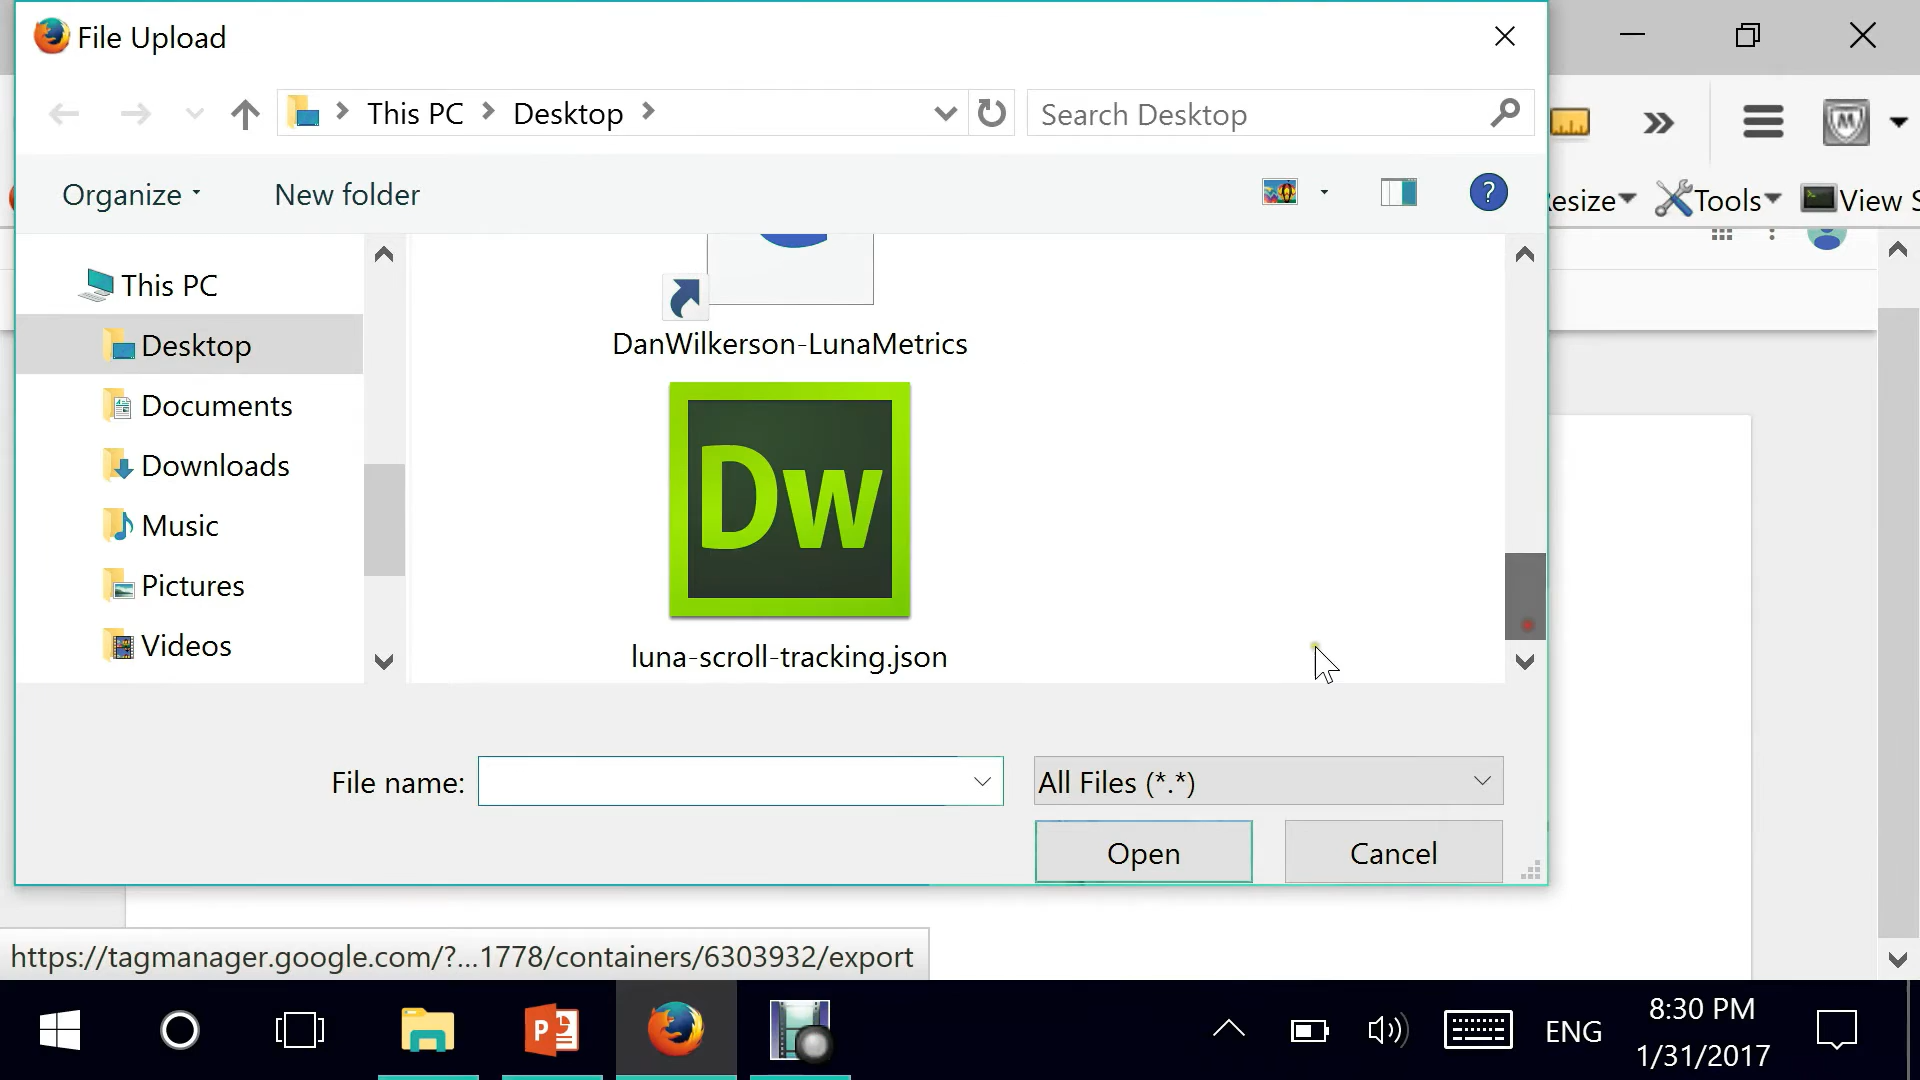 File Upload
This PC
Desktop
Search Desktop
Organize
New folder
?
esize
Tools
View S
This PC
Desktop
Documents
Downloads
Music
Pictures
Videos
DanWilkerson-LunaMetrics
Dw
luna-scroll-tracking.json
File name:
All Files (*.*)
Open
Cancel
https://tagmanager.google.com/?...1778/containers/6303932/export
ENG
8:30 PM
1/31/2017